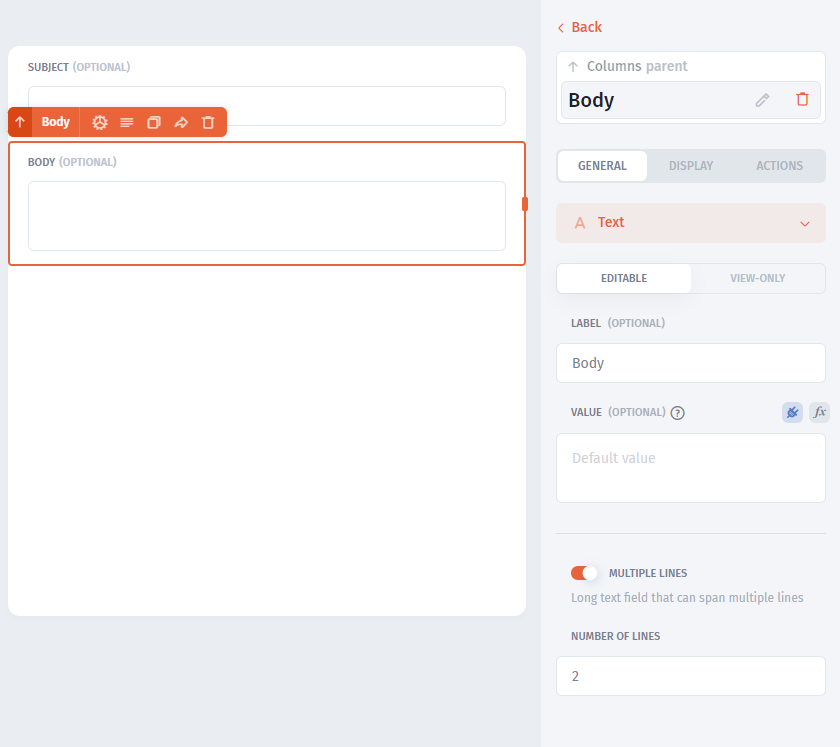 SUBJECT (OPTIONAL)
Body
BODY (OPTIONAL)
Back
Columns parent
Body
GENERAL DISPLAY ACTIONS
A Text
EDITABLE VIEW-ONLY
LABEL (OPTIONAL)
Body
VALUE (OPTIONAL) ? fx
Default value
MULTIPLE LINES
Long text field that can span multiple lines
NUMBER OF LINES
2